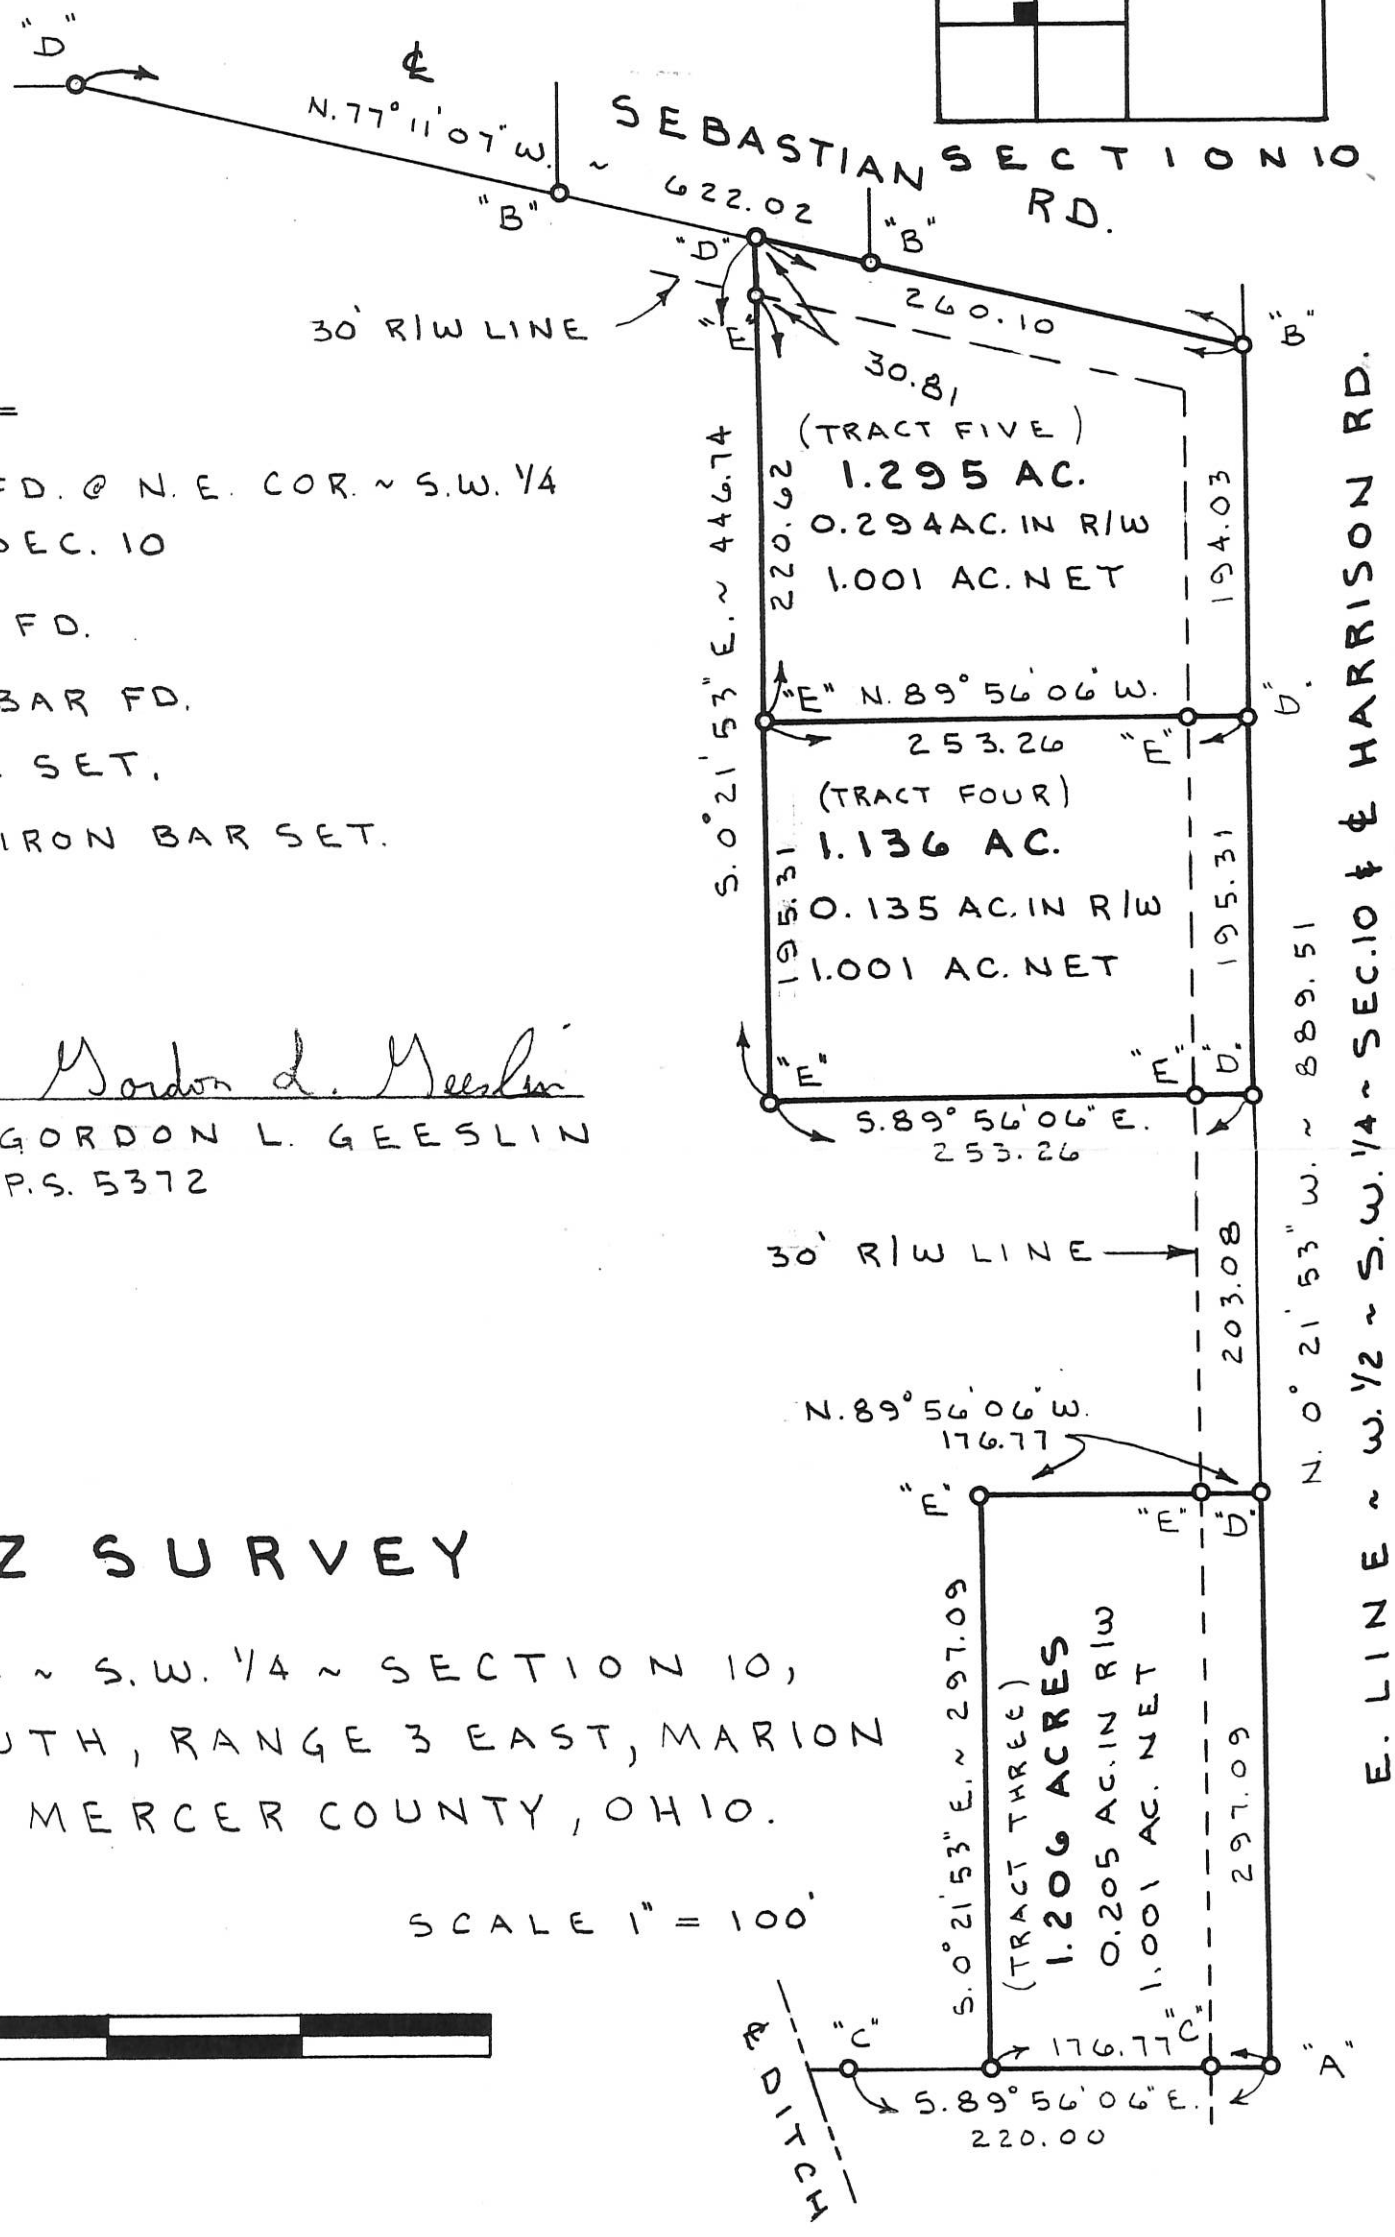 "D"
℄
N.77°11'07"W. ~ 622.02
SEBASTIAN RD.
SECTION 10
"B"
"D"
"B"
260.10
"B"
30' R/W LINE
"E"
30.81
=
FD. @ N.E. COR. ~ S.W. 1/4
SEC. 10
FD.
BAR FD.
SET.
IRON BAR SET.
S.0°21'53"E. ~ 446.74
220.62
(TRACT FIVE)
1.295 AC.
0.294 AC. IN R/W
1.001 AC. NET
194.03
"E" N.89°56'06"W.
253.26
"E"
"D"
(TRACT FOUR)
1.136 AC.
0.135 AC. IN R/W
1.001 AC. NET
195.31
195.31
"E"
"E"
"D"
S.89°56'06"E.
253.26
Gordon L. Geeslin
GORDON L. GEESLIN
P.S. 5372
30' R/W LINE
203.08
N.0°21'53"W. ~ 889.51
E. LINE ~ W. 1/2 ~ S.W. 1/4 ~ SEC.10 & ℄ HARRISON RD.
N.89°56'06"W.
176.77
"E"
"E"
"D"
Z SURVEY
~ S.W. 1/4 ~ SECTION 10,
UTH, RANGE 3 EAST, MARION
MERCER COUNTY, OHIO.
SCALE 1" = 100'
S.0°21'53"E. ~ 297.09
(TRACT THREE)
1.206 ACRES
0.205 AC. IN R/W
1.001 AC. NET
297.09
℄ DITCH
"C"
176.77
"C"
"A"
S.89°56'06"E.
220.00